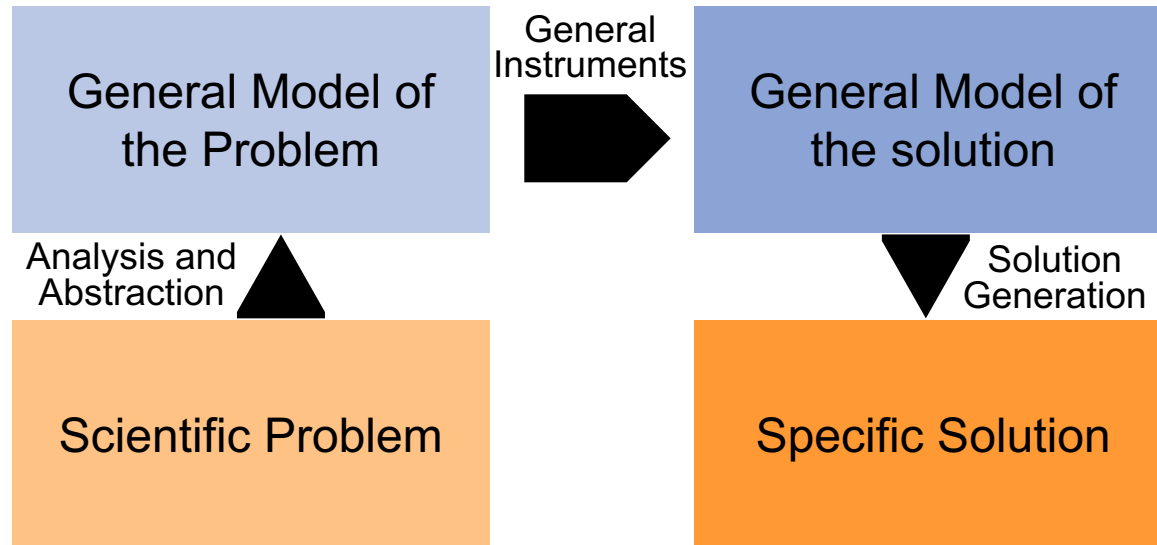 General Model of
the Problem
General
Instruments
General Model of
the solution
Analysis and
Abstraction
Solution
Generation
Scientific Problem
Specific Solution